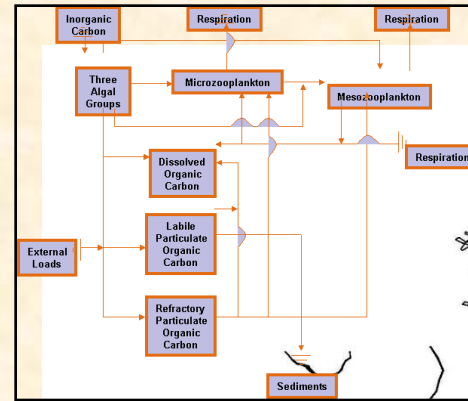 Inorganic
Carbon
Respiration
Respiration
Three
Algal
Groups
Microzooplankton
Mesozooplankton
Dissolved
Organic
Carbon
Respiration
Labile
Particulate
Organic
Carbon
External
Loads
Refractory
Particulate
Organic
Carbon
Sediments